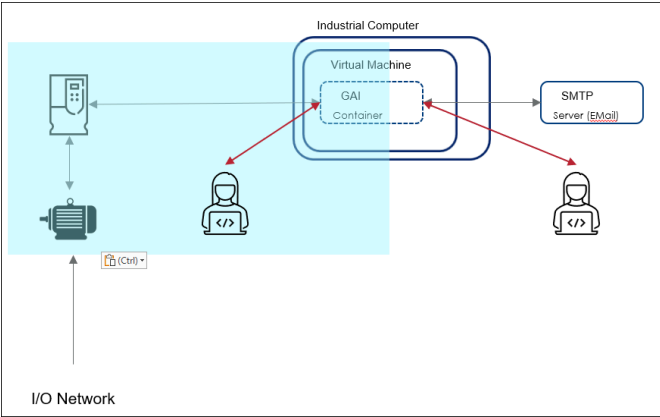 Industrial Computer
Virtual Machine
GAI
Container
SMTP
Server (EMail)
</>
</>
(Ctrl)
I/O Network